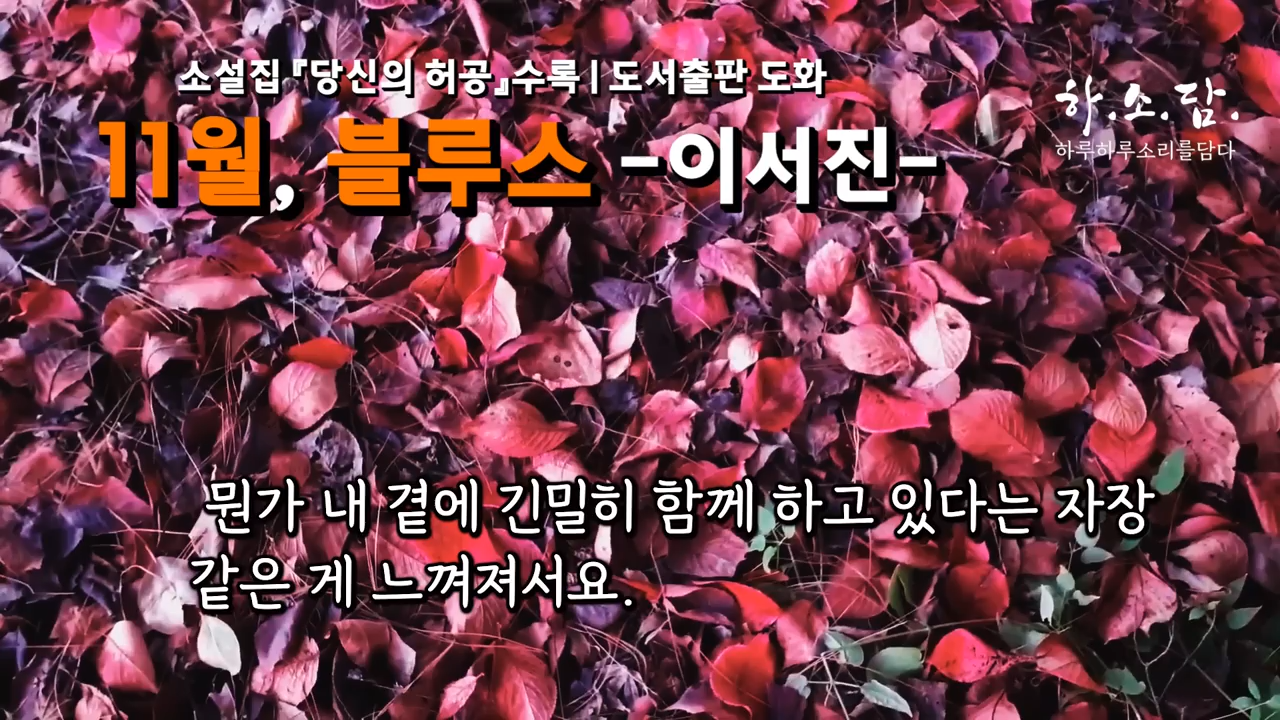 소설집 『당신의 허공』수록 | 도서출판 도화
11월, 블루스 -이서진-
하.소.담.
하루하루소리를담다
뭔가 내 곁에 긴밀히 함께 하고 있다는 자장
같은 게 느껴져서요.